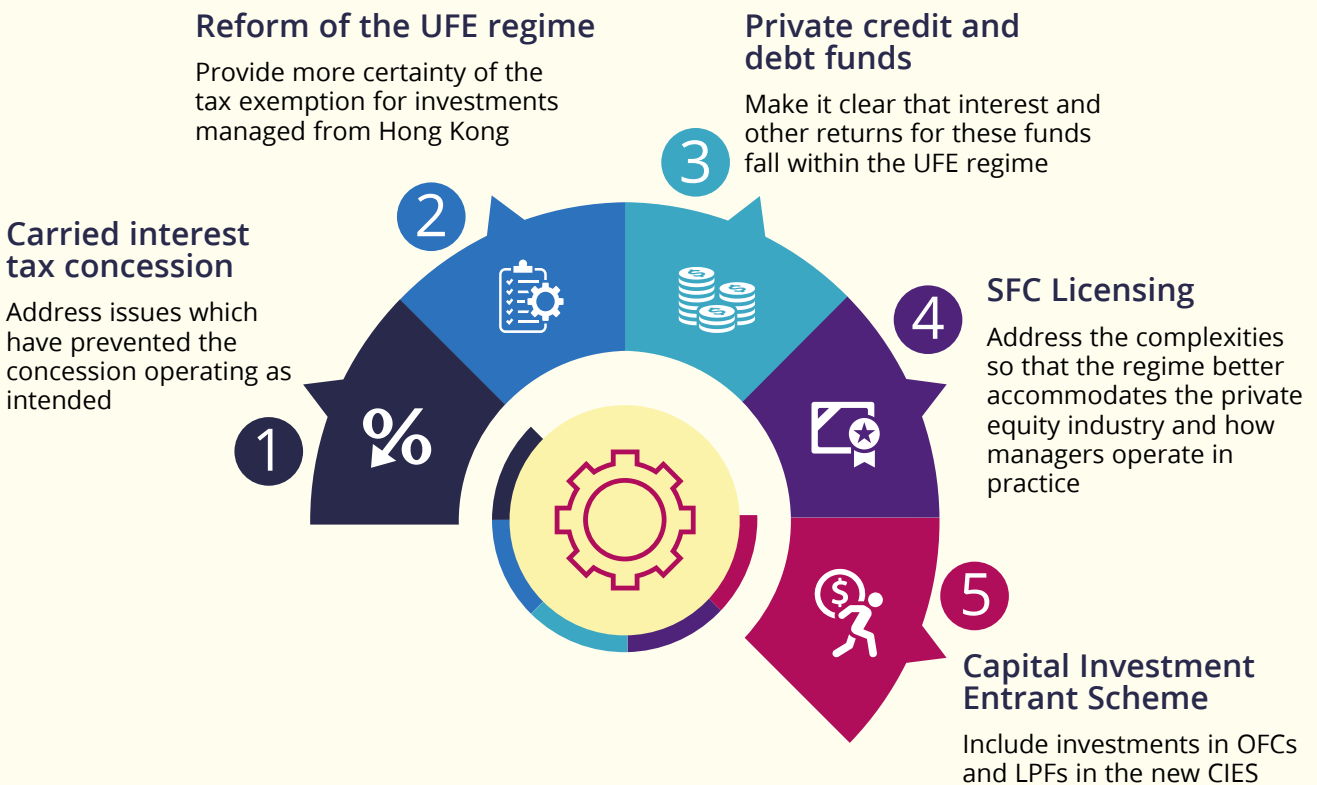 1
Carried interest
tax concession
Address issues which
have prevented the
concession operating as
intended
2
Reform of the UFE regime
Provide more certainty of the
tax exemption for investments
managed from Hong Kong
3
Private credit and
debt funds
Make it clear that interest and
other returns for these funds
fall within the UFE regime
4
SFC Licensing
Address the complexities
so that the regime better
accommodates the private
equity industry and how
managers operate in
practice
5
Capital Investment
Entrant Scheme
Include investments in OFCs
and LPFs in the new CIES
%
$
$
$
$